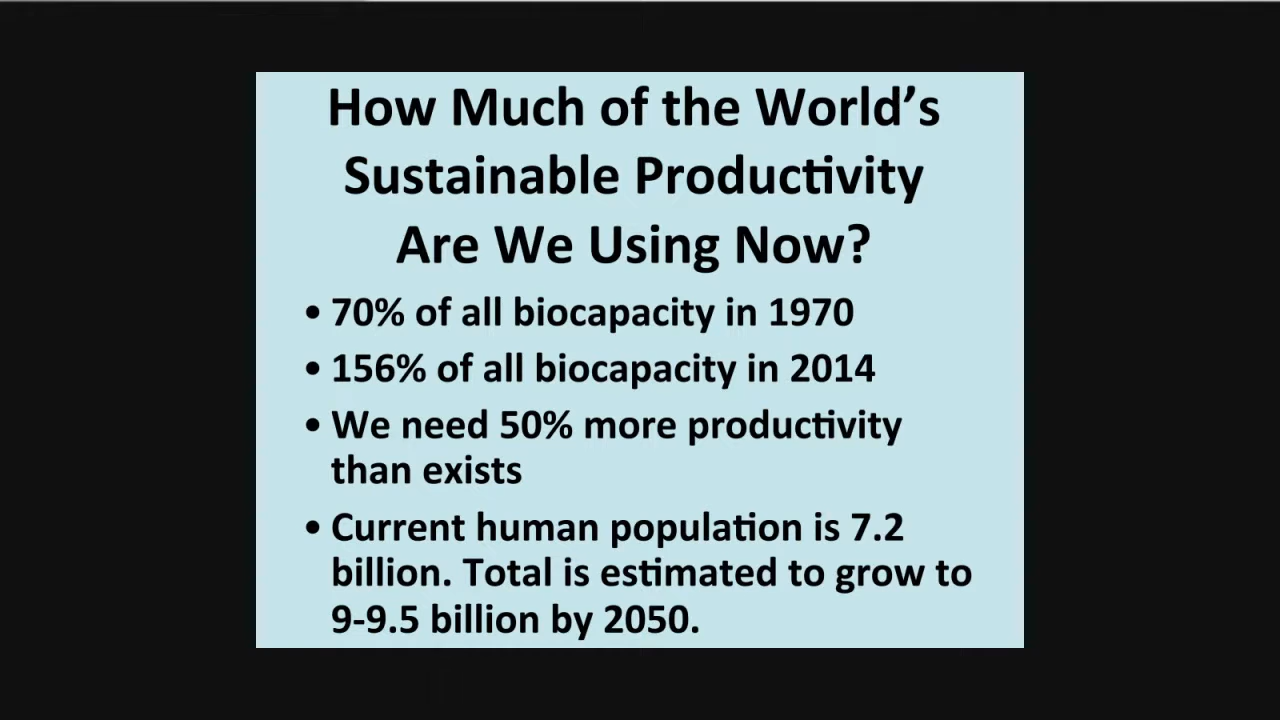 How Much of the World’s
Sustainable Productivity
Are We Using Now?
• 70% of all biocapacity in 1970
• 156% of all biocapacity in 2014
• We need 50% more productivity
than exists
• Current human population is 7.2
billion. Total is estimated to grow to
9-9.5 billion by 2050.